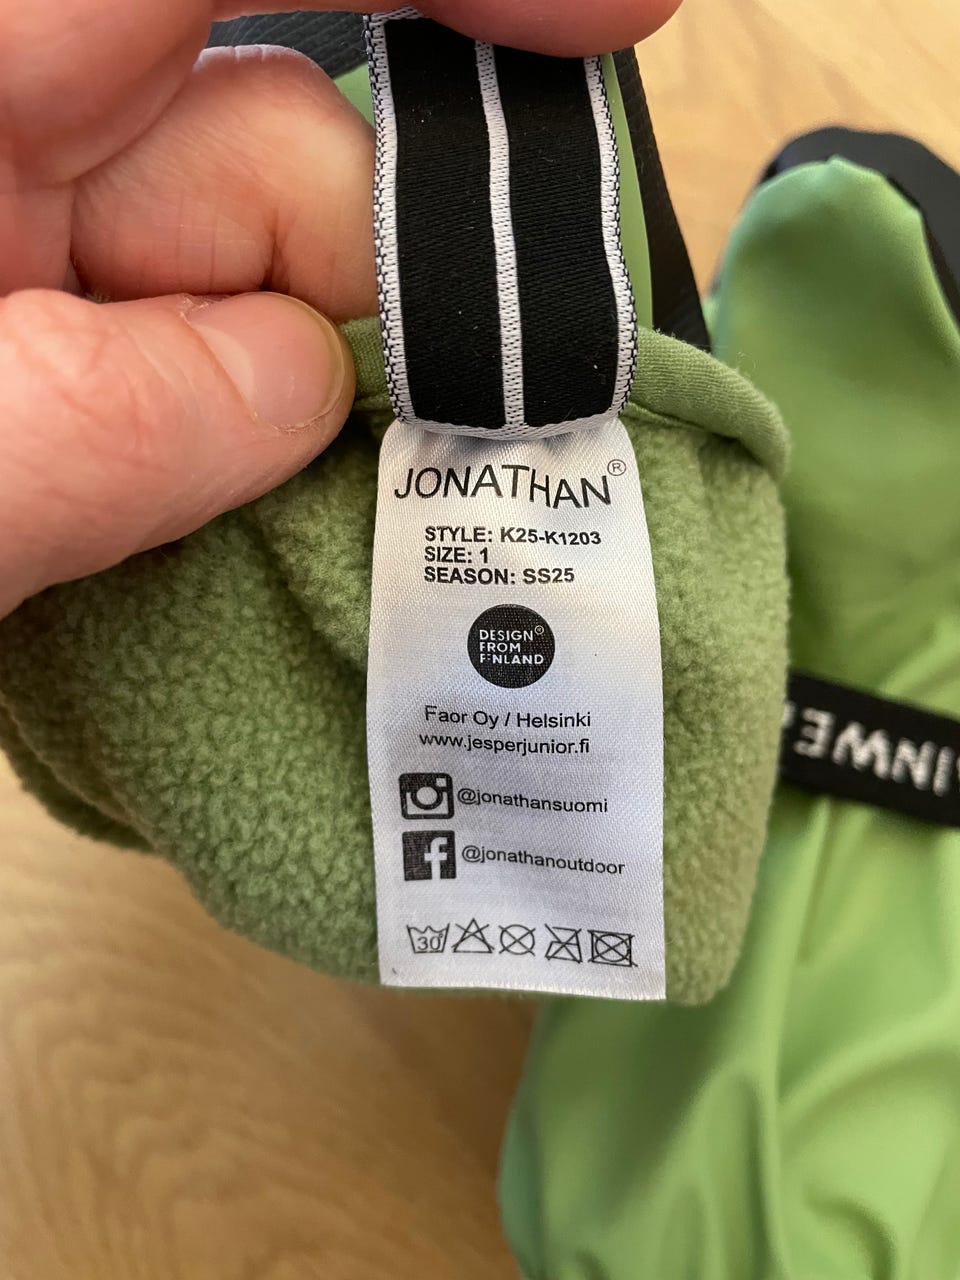 JONATHAN®
STYLE: K25-K1203
SIZE: 1
SEASON: SS25
DESIGN®
FROM
FINLAND
Faor Oy / Helsinki
www.jesperjunior.fi
@jonathansuomi
@jonathanoutdoor
30°